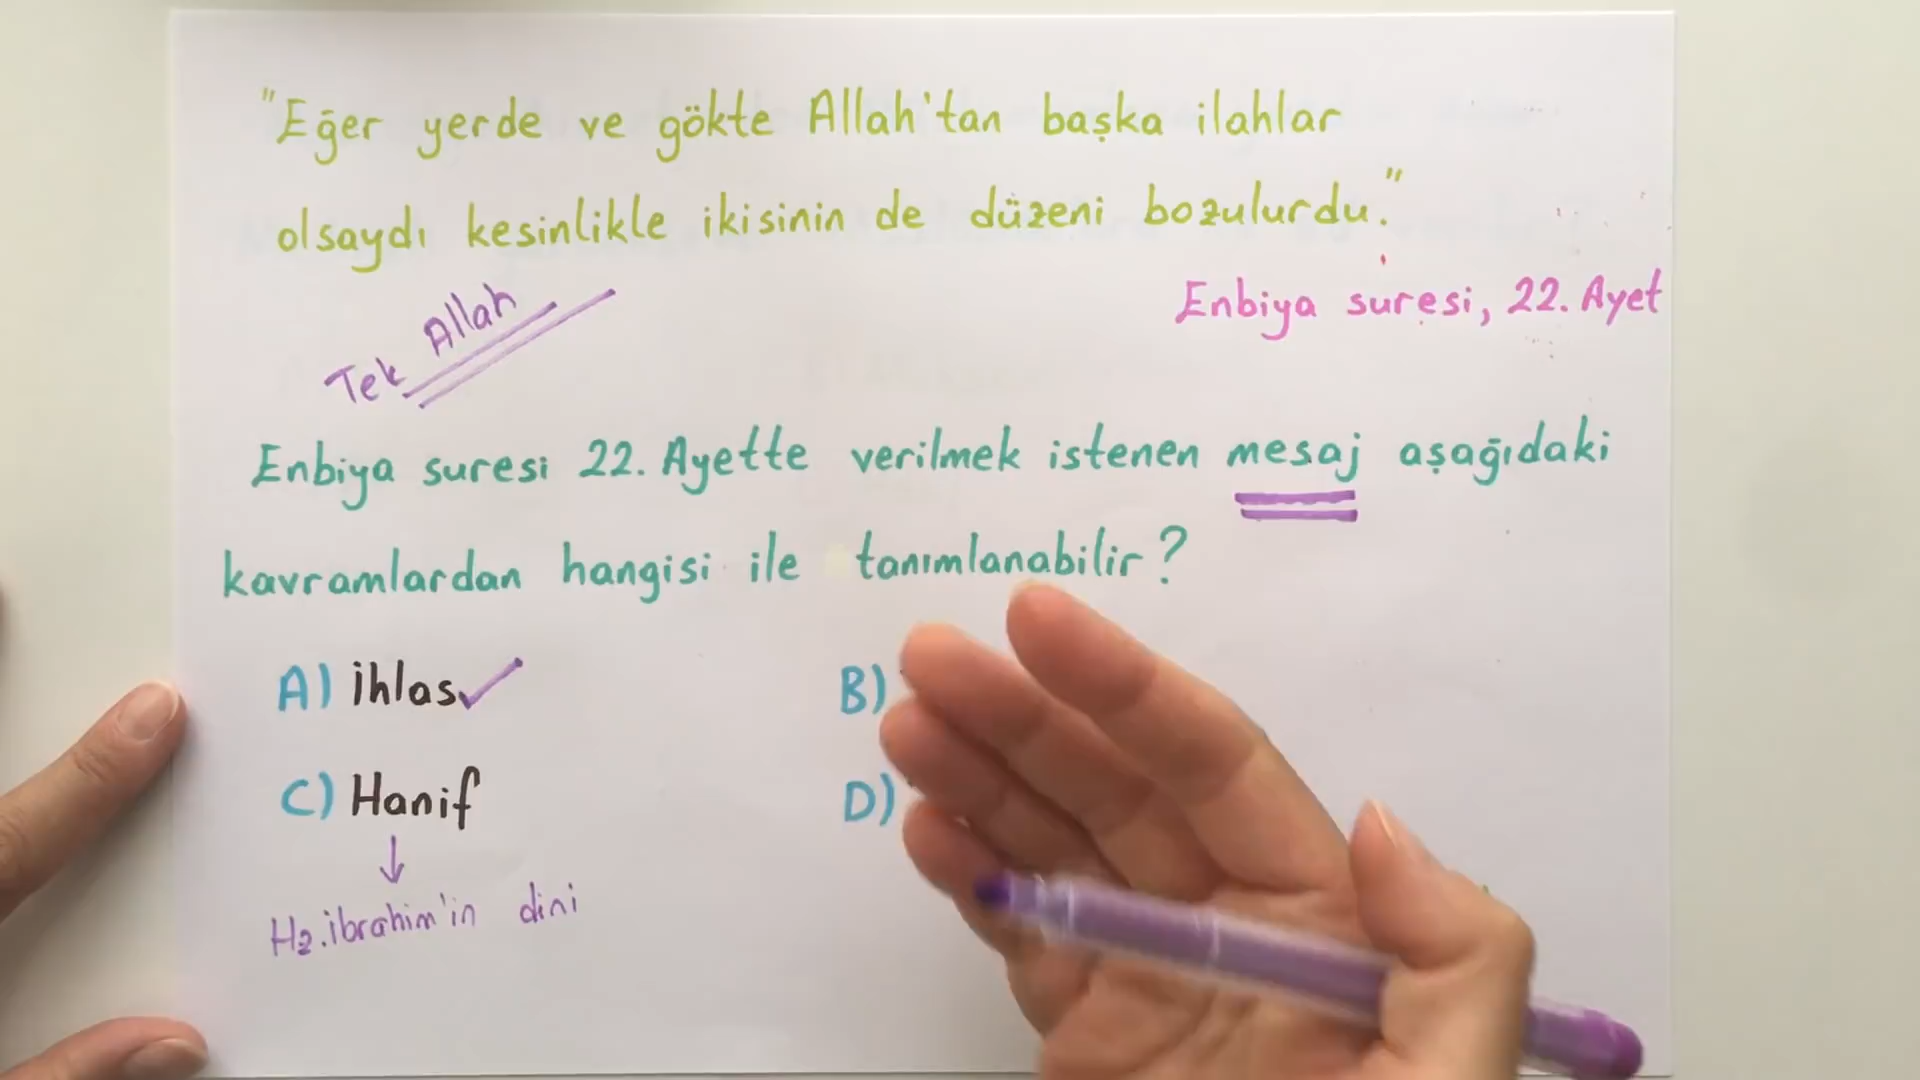 "Eğer yerde ve gökte Allah'tan başka ilahlar
olsaydı kesinlikle ikisinin de düzeni bozulurdu."
Tek Allah
Enbiya suresi, 22. Ayet
Enbiya suresi 22. Ayette verilmek istenen mesaj aşağıdaki
kavramlardan hangisi ile tanımlanabilir?
A) İhlas
B)
C) Hanif
D)
Hz. ibrahim'in dini